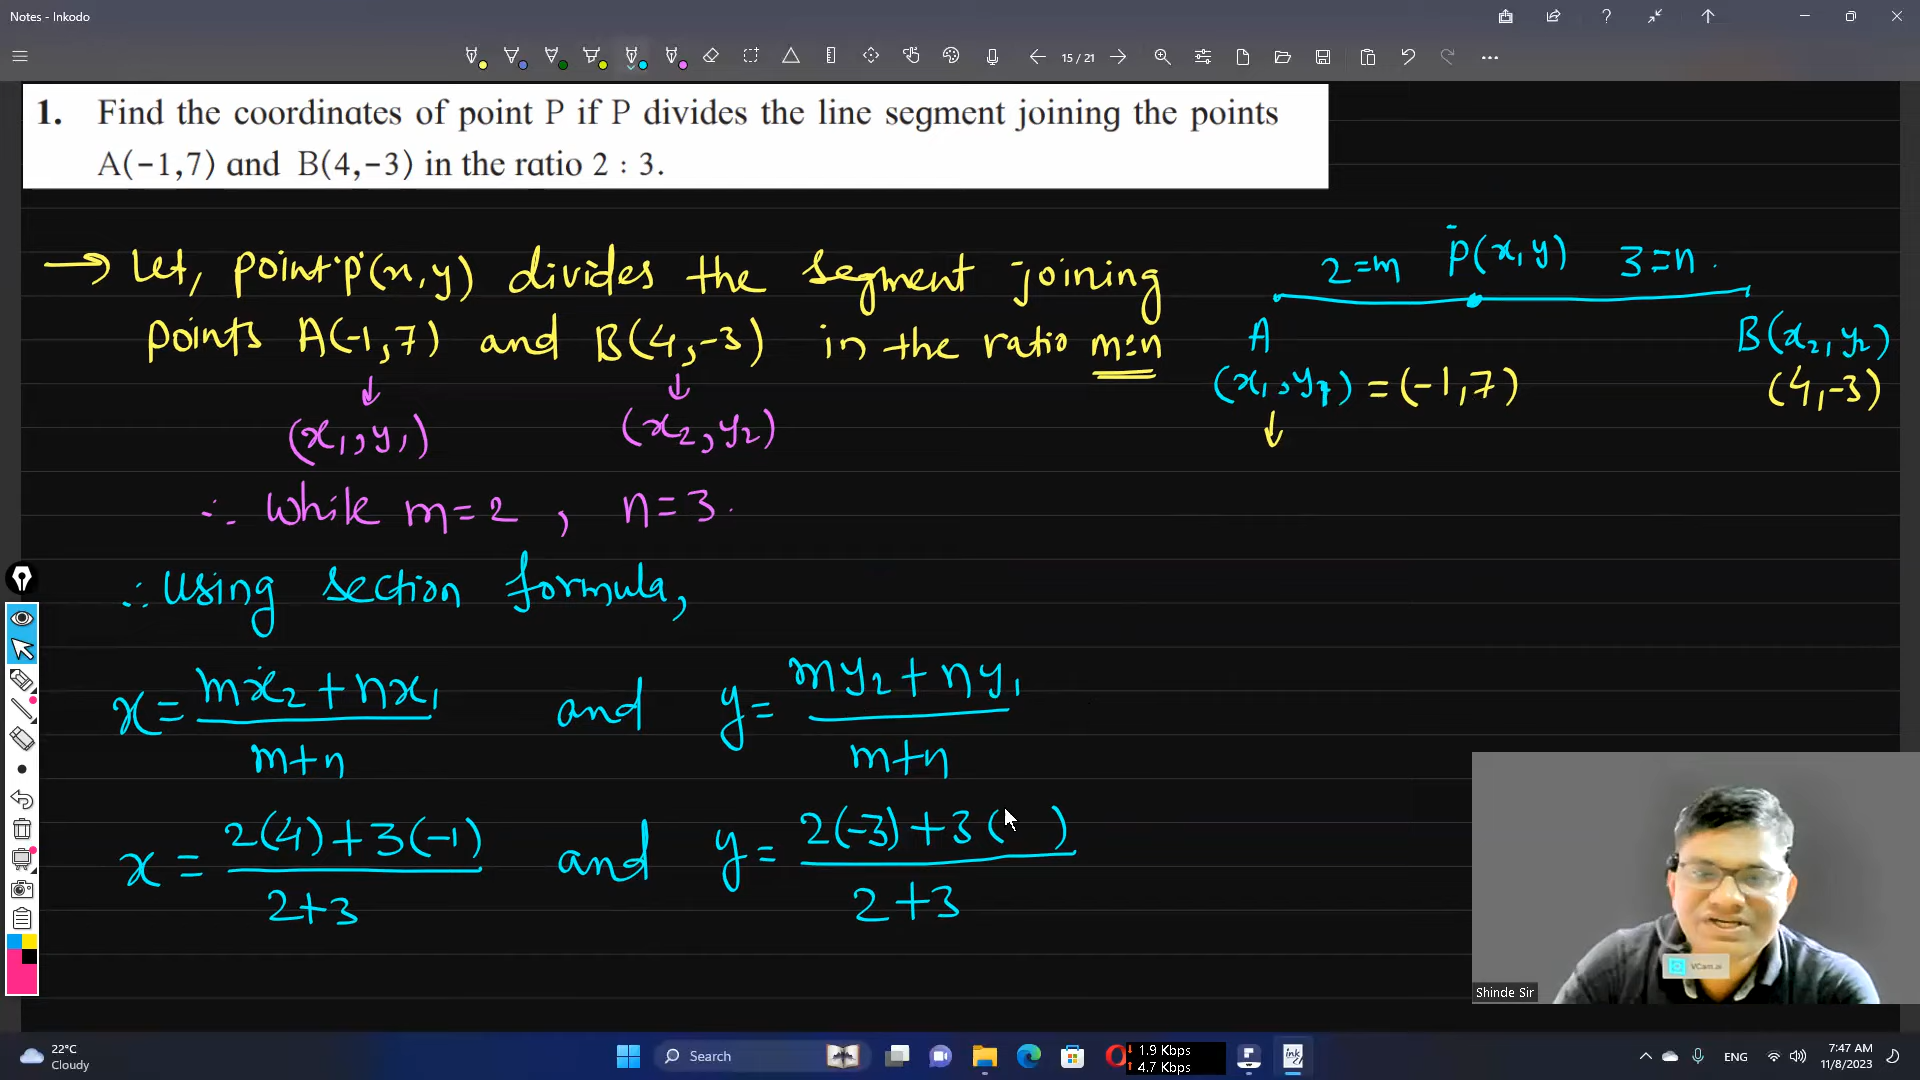 Notes - Inkodo
15 / 21
1. Find the coordinates of point P if P divides the line segment joining the points
A(−1,7) and B(4,−3) in the ratio 2 : 3.
→ Let, point 'P'(x,y) divides the segment joining
points A(-1,7) and B(4,-3) in the ratio m:n
(x₁,y₁) (x₂,y₂)
∴ While m=2 , n=3.
∴ Using section formula,
x = (mx₂+nx₁)/(m+n) and y = (my₂+ny₁)/(m+n)
x = (2(4)+3(-1))/(2+3) and y = (2(-3)+3( ))/(2+3)
2=m P(x,y) 3=n.
A B(x₂,y₂)
(x₁,y₁) = (-1,7) (4,-3)
VCam.ai
Shinde Sir
22°C
Cloudy
Search
1.9 Kbps
4.7 Kbps
ink
ENG
7:47 AM
11/8/2023